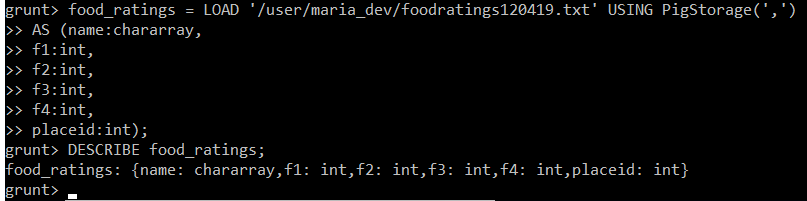 grunt> food_ratings = LOAD '/user/maria_dev/foodratings120419.txt' USING PigStorage(',')
>> AS (name:chararray,
>> f1:int,
>> f2:int,
>> f3:int,
>> f4:int,
>> placeid:int);
grunt> DESCRIBE food_ratings;
food_ratings: {name: chararray,f1: int,f2: int,f3: int,f4: int,placeid: int}
grunt>